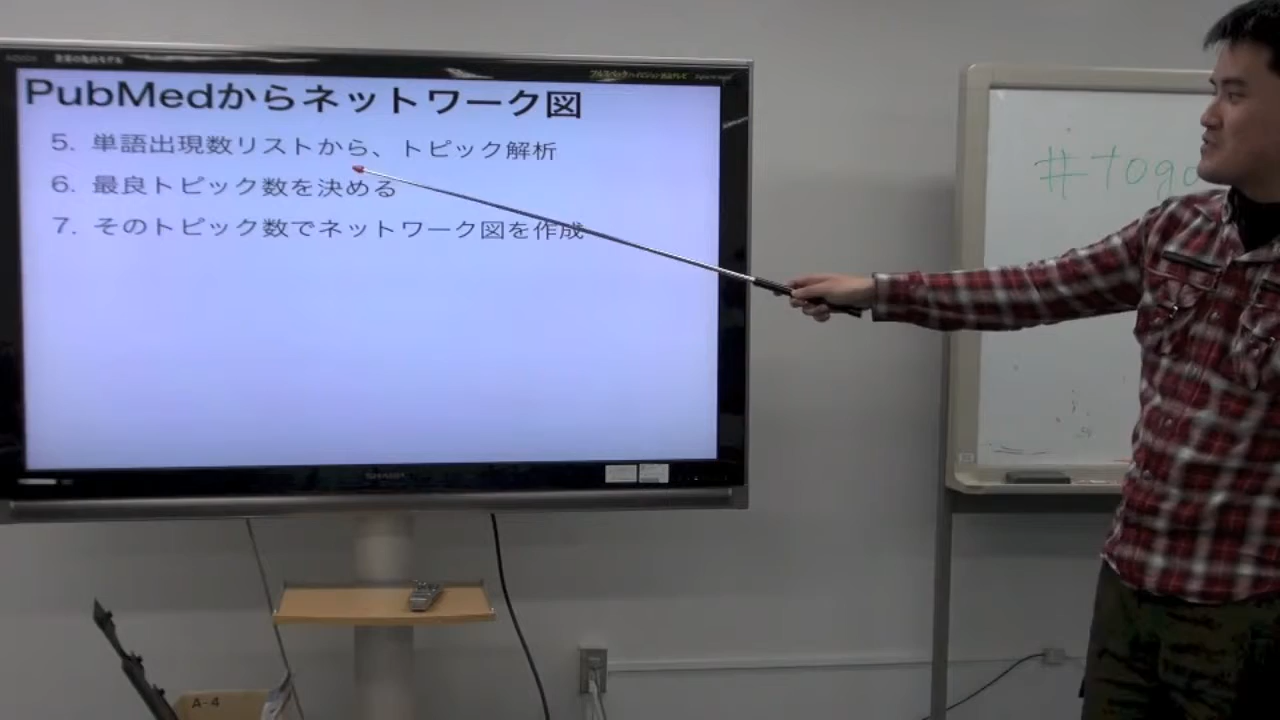 PubMedからネットワーク図
5. 単語出現数リストから、トピック解析
6. 最良トピック数を決める
7. そのトピック数でネットワーク図を作成
#togo
A-4